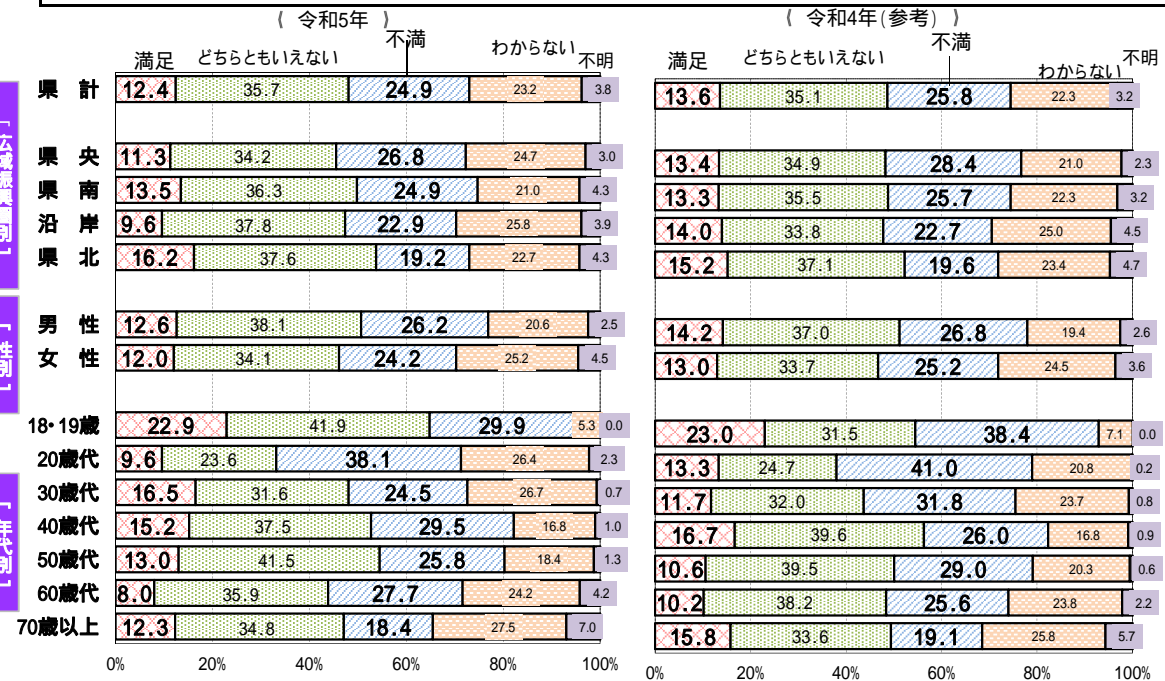 ｟ 令和5年 ｠
満足 どちらともいえない 不満 わからない 不明
県 計 12.4 35.7 24.9 23.2 3.8
「広域振興圏別」
県 央 11.3 34.2 26.8 24.7 3.0
県 南 13.5 36.3 24.9 21.0 4.3
沿 岸 9.6 37.8 22.9 25.8 3.9
県 北 16.2 37.6 19.2 22.7 4.3
「性別」
男 性 12.6 38.1 26.2 20.6 2.5
女 性 12.0 34.1 24.2 25.2 4.5
「年代別」
18・19歳 22.9 41.9 29.9 5.3 0.0
20歳代 9.6 23.6 38.1 26.4 2.3
30歳代 16.5 31.6 24.5 26.7 0.7
40歳代 15.2 37.5 29.5 16.8 1.0
50歳代 13.0 41.5 25.8 18.4 1.3
60歳代 8.0 35.9 27.7 24.2 4.2
70歳以上 12.3 34.8 18.4 27.5 7.0
0% 20% 40% 60% 80% 100%
｟ 令和4年(参考) ｠
満足 どちらともいえない 不満 わからない 不明
13.6 35.1 25.8 22.3 3.2
13.4 34.9 28.4 21.0 2.3
13.3 35.5 25.7 22.3 3.2
14.0 33.8 22.7 25.0 4.5
15.2 37.1 19.6 23.4 4.7
14.2 37.0 26.8 19.4 2.6
13.0 33.7 25.2 24.5 3.6
23.0 31.5 38.4 7.1 0.0
13.3 24.7 41.0 20.8 0.2
11.7 32.0 31.8 23.7 0.8
16.7 39.6 26.0 16.8 0.9
10.6 39.5 29.0 20.3 0.6
10.2 38.2 25.6 23.8 2.2
15.8 33.6 19.1 25.8 5.7
0% 20% 40% 60% 80% 100%